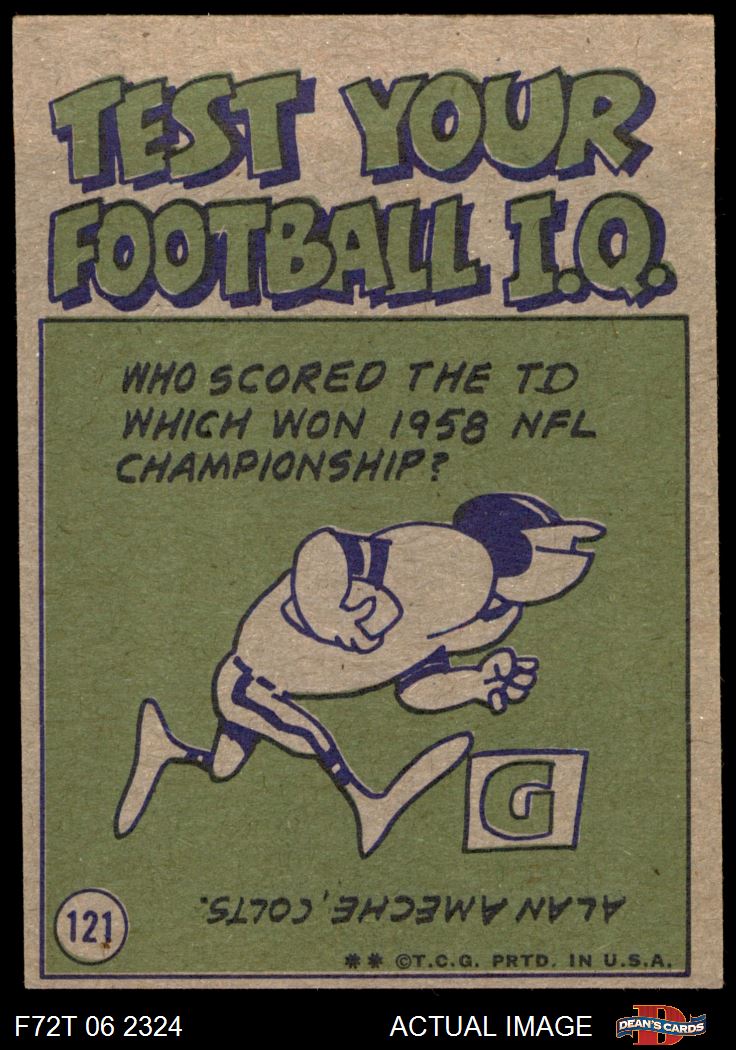 TEST YOUR
FOOTBALL I.Q.
WHO SCORED THE TD
WHICH WON 1958 NFL
CHAMPIONSHIP?
G
ALAN AMECHE, COLTS.
121
** ©T.C.G. PRTD. IN U.S.A.
F72T 06 2324
ACTUAL IMAGE
D
DEAN'S CARDS